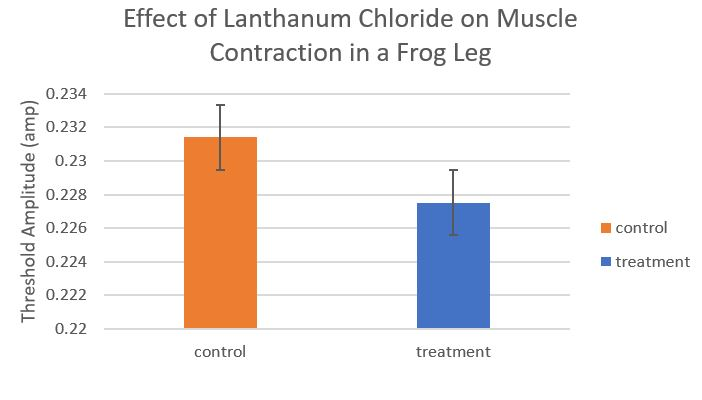 Effect of Lanthanum Chloride on Muscle
Contraction in a Frog Leg
Threshold Amplitude (amp)
0.234
0.232
0.23
0.228
0.226
0.224
0.222
0.22
control
treatment
control
treatment